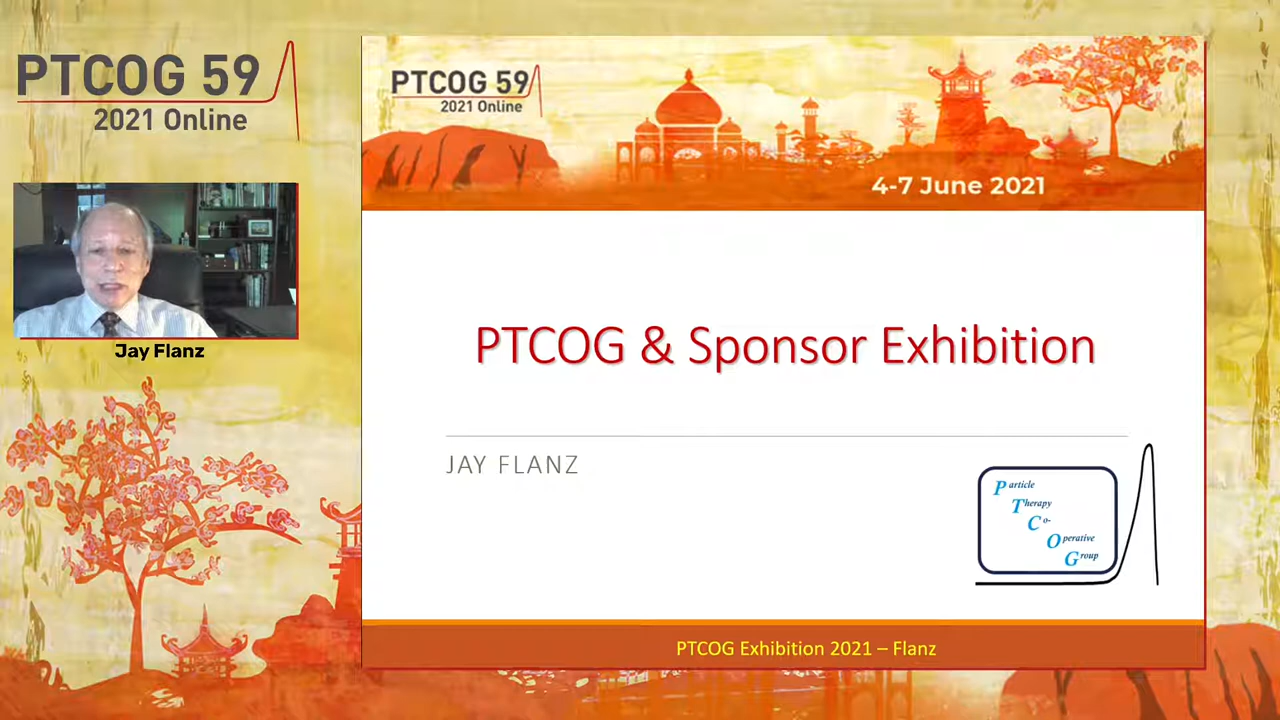 PTCOG 59
2021 Online
Jay Flanz
PTCOG 59
2021 Online
4-7 June 2021
PTCOG & Sponsor Exhibition
JAY FLANZ
Particle
Therapy
Co-
Operative
Group
PTCOG Exhibition 2021 – Flanz